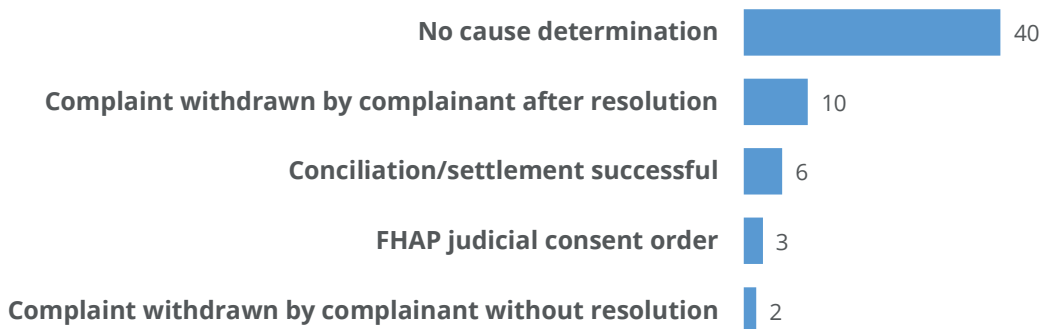 No cause determination 40
Complaint withdrawn by complainant after resolution 10
Conciliation/settlement successful 6
FHAP judicial consent order 3
Complaint withdrawn by complainant without resolution 2